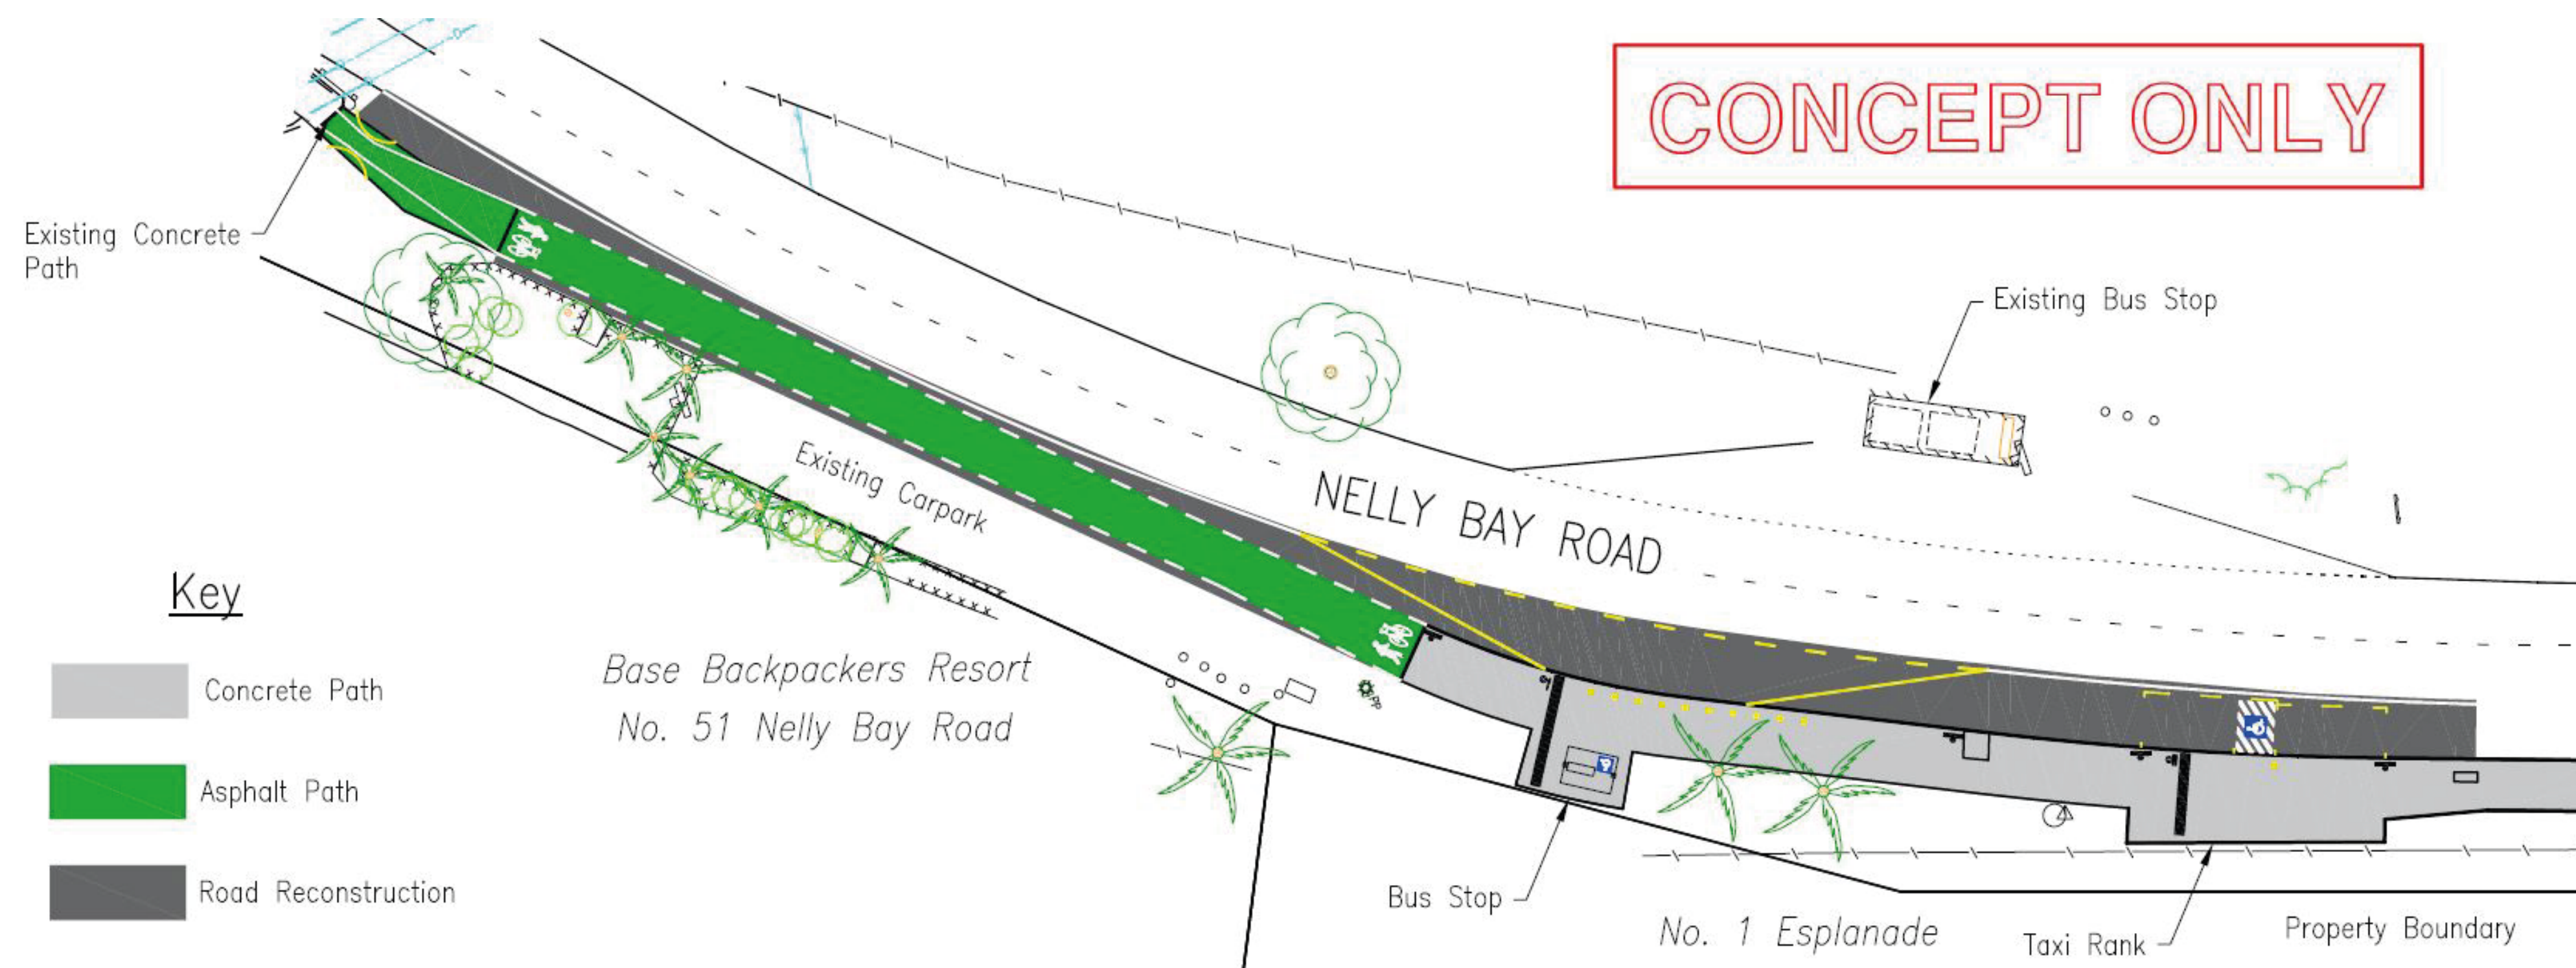 CONCEPT ONLY
Existing Concrete
Path
Existing Bus Stop
NELLY BAY ROAD
Existing Carpark
Key
Concrete Path
Asphalt Path
Road Reconstruction
Base Backpackers Resort
No. 51 Nelly Bay Road
PP
Bus Stop
No. 1 Esplanade
Taxi Rank
Property Boundary